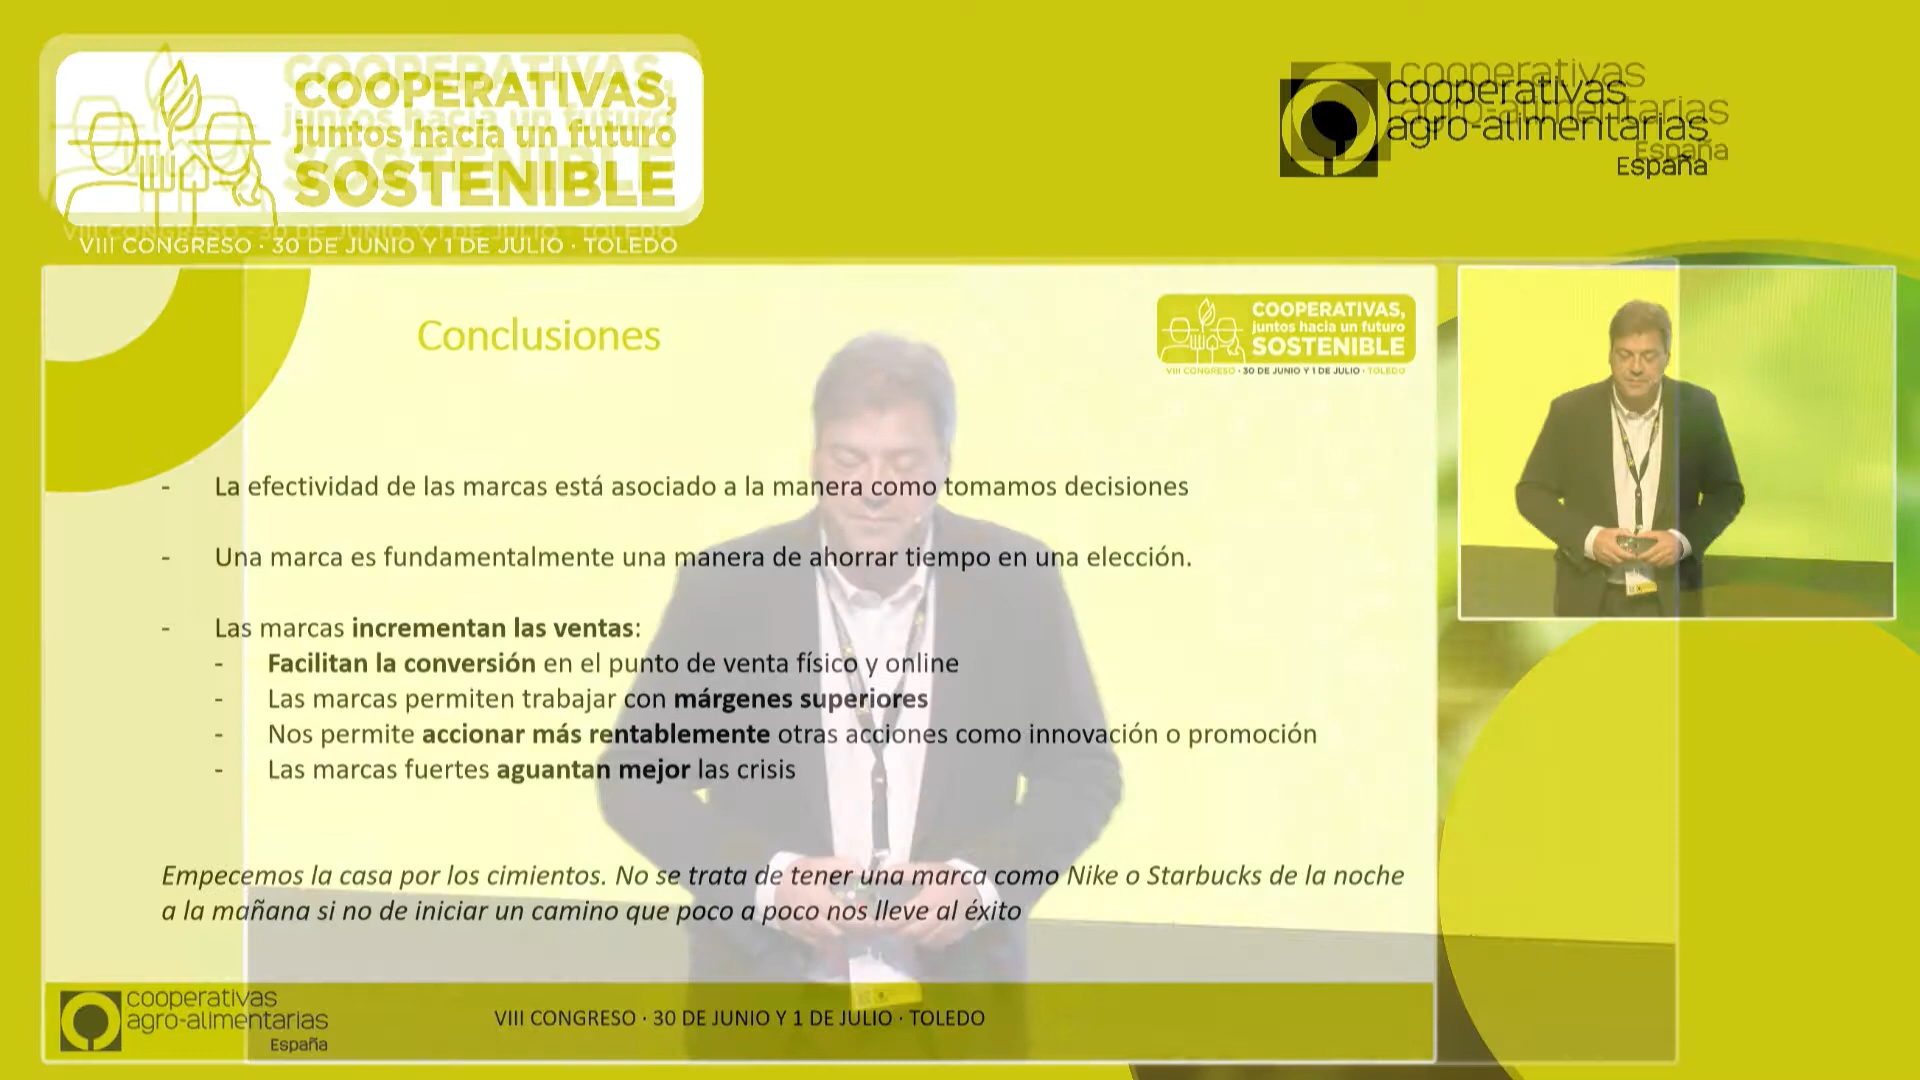 COOPERATIVAS,
juntos hacia un futuro
SOSTENIBLE
VIII CONGRESO · 30 DE JUNIO Y 1 DE JULIO · TOLEDO
cooperativas
agro-alimentarias
España
Conclusiones
COOPERATIVAS,
juntos hacia un futuro
SOSTENIBLE
VIII CONGRESO · 30 DE JUNIO Y 1 DE JULIO · TOLEDO
- La efectividad de las marcas está asociado a la manera como tomamos decisiones
- Una marca es fundamentalmente una manera de ahorrar tiempo en una elección.
- Las marcas incrementan las ventas:
- Facilitan la conversión en el punto de venta físico y online
- Las marcas permiten trabajar con márgenes superiores
- Nos permite accionar más rentablemente otras acciones como innovación o promoción
- Las marcas fuertes aguantan mejor las crisis
Empecemos la casa por los cimientos. No se trata de tener una marca como Nike o Starbucks de la noche
a la mañana si no de iniciar un camino que poco a poco nos lleve al éxito
cooperativas
agro-alimentarias
España
VIII CONGRESO · 30 DE JUNIO Y 1 DE JULIO · TOLEDO